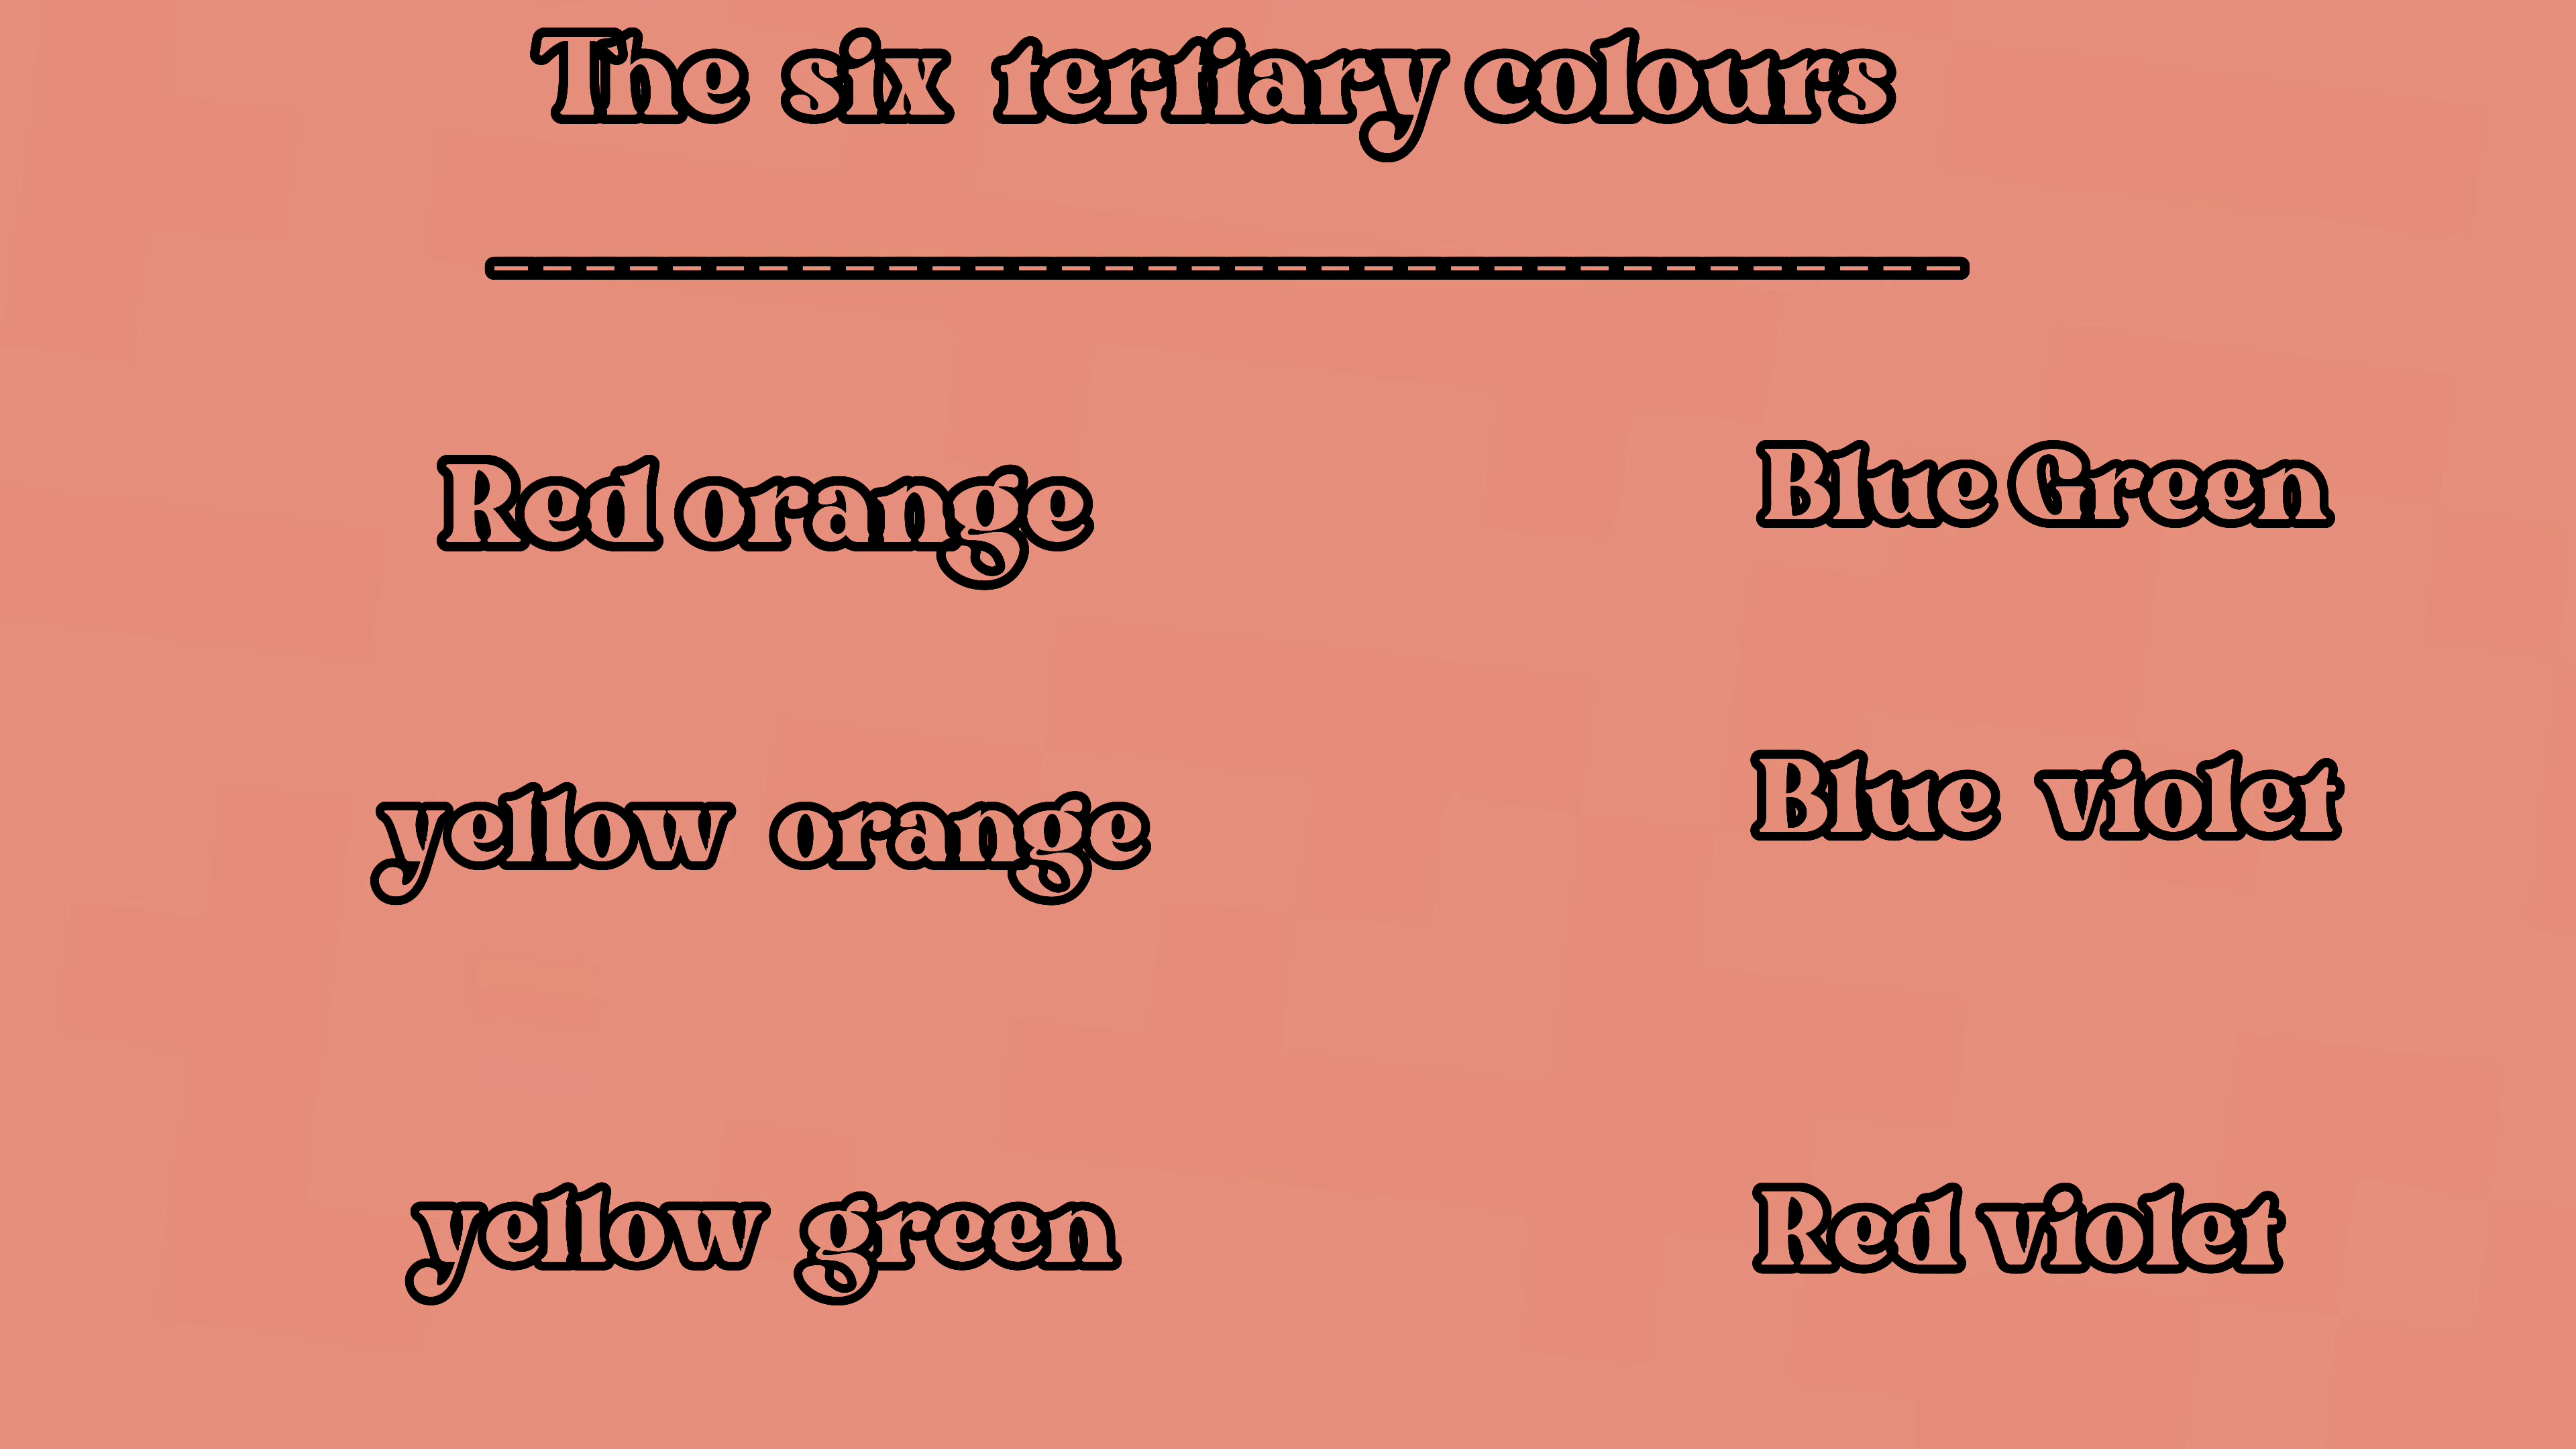 The six tertiary colours
Red orange
Blue Green
yellow orange
Blue violet
yellow green
Red violet